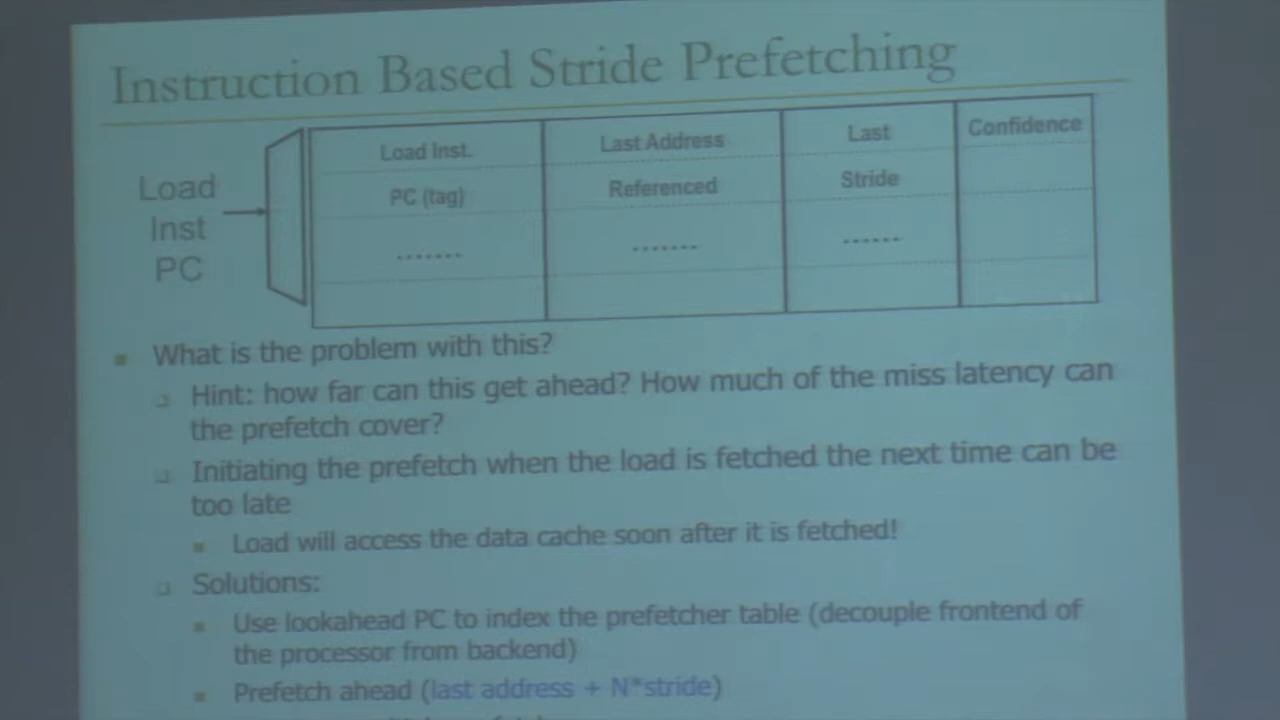 Instruction Based Stride Prefetching
Load Inst. Last Address Last Confidence
PC (tag) Referenced Stride
Load
Inst
PC
....... ....... ......
What is the problem with this?
Hint: how far can this get ahead? How much of the miss latency can
the prefetch cover?
Initiating the prefetch when the load is fetched the next time can be
too late
Load will access the data cache soon after it is fetched!
Solutions:
Use lookahead PC to index the prefetcher table (decouple frontend of
the processor from backend)
Prefetch ahead (last address + N*stride)